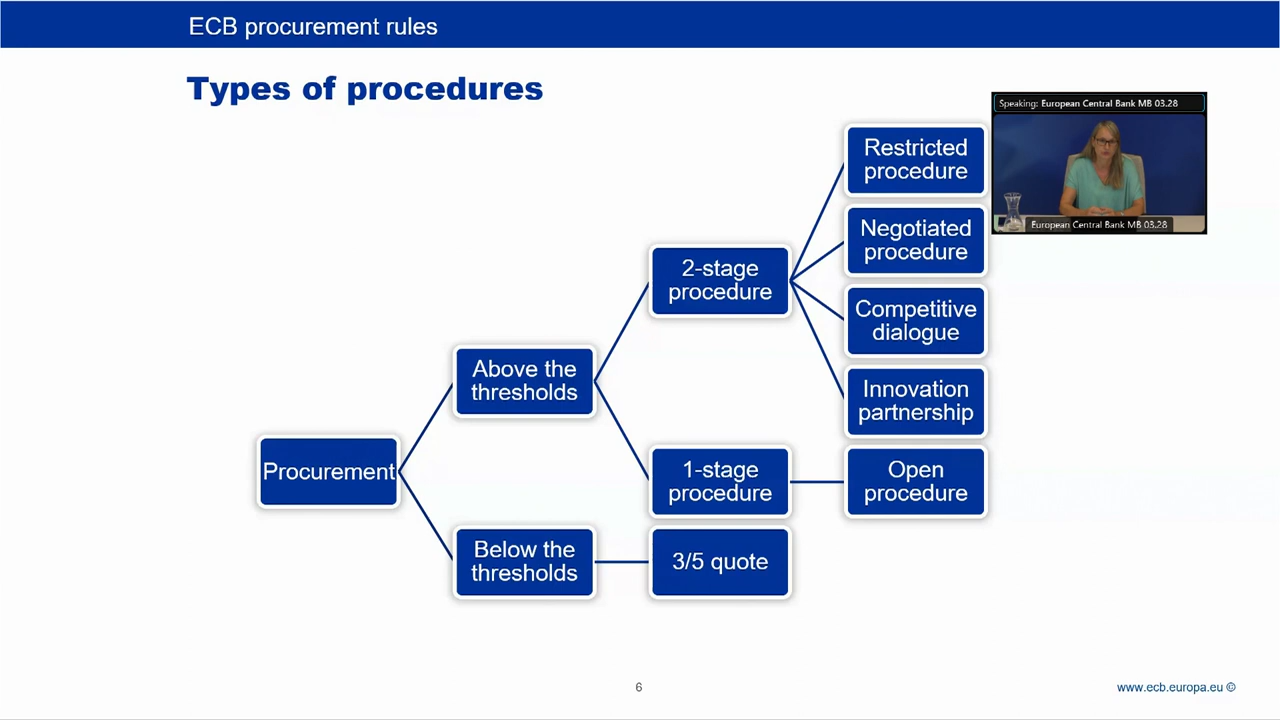 ECB procurement rules
Types of procedures
Speaking: European Central Bank MB 03.28
European Central Bank MB 03.28
Restricted
procedure
Negotiated
procedure
2-stage
procedure
Competitive
dialogue
Above the
thresholds
Innovation
partnership
Procurement
1-stage
procedure
Open
procedure
Below the
thresholds
3/5 quote
6
www.ecb.europa.eu ©